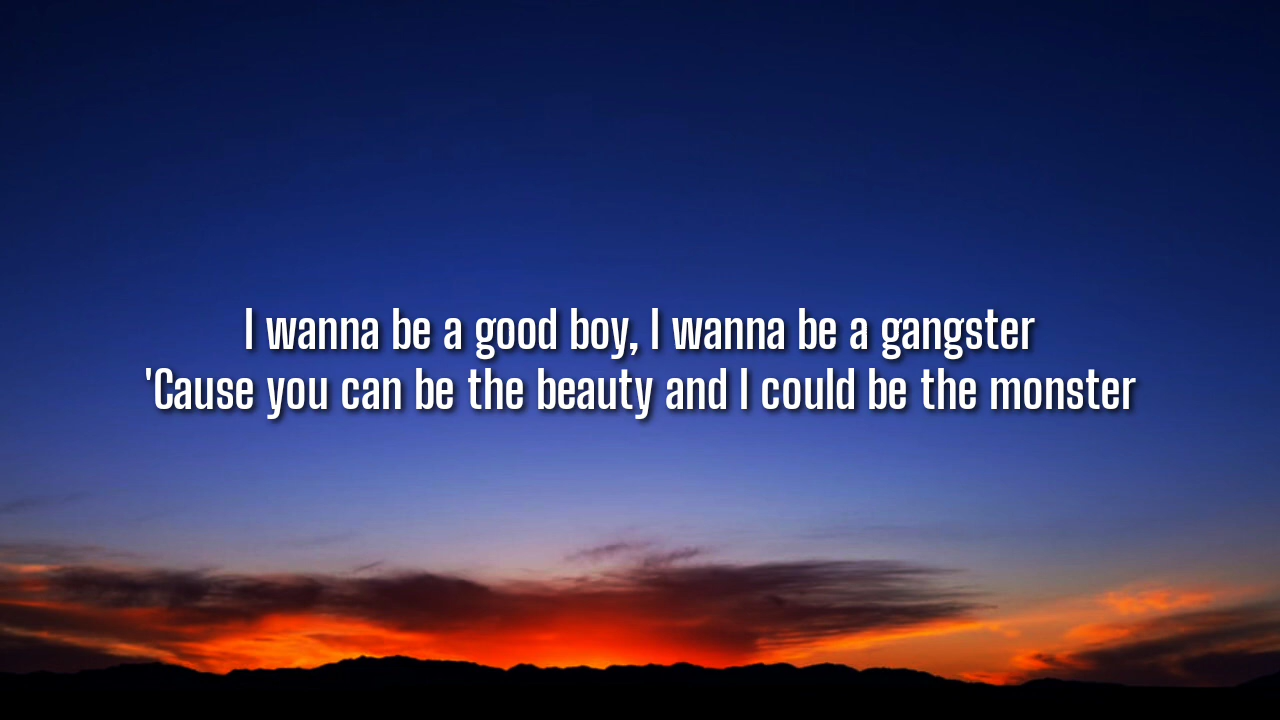 I wanna be a good boy, I wanna be a gangster
'Cause you can be the beauty and I could be the monster